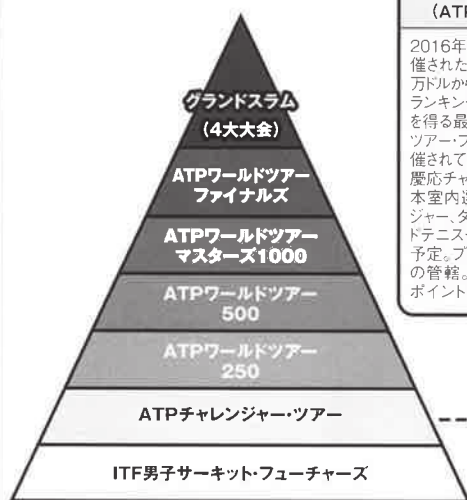 グランドスラム
(4大大会)
ATPワールドツアー
ファイナルズ
ATPワールドツアー
マスターズ1000
ATPワールドツアー
500
ATPワールドツアー
250
ATPチャレンジャー・ツアー
ITF男子サーキット・フューチャーズ
(ATP
2016年
催された
万ドルか
ランキン
を得る最
ツアー・フ
催されて
慶応チャ
本室内
ジャー、ダ
ドテニス
予定。プ
の管轄。
ポイント